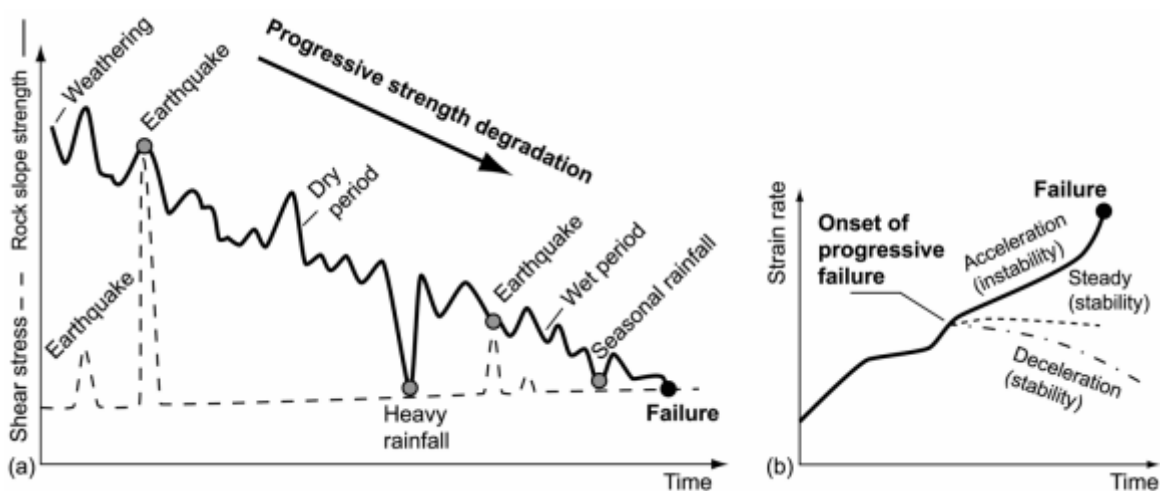 Shear stress – – Rock slope strength ——
Weathering
Earthquake
Progressive strength degradation
Earthquake
Dry
period
Heavy
rainfall
Earthquake
Wet period
Seasonal rainfall
Failure
(a)
Time
Strain rate
Onset of
progressive
failure
Failure
Acceleration
(instability)
Steady
(stability)
Deceleration
(stability)
(b)
Time